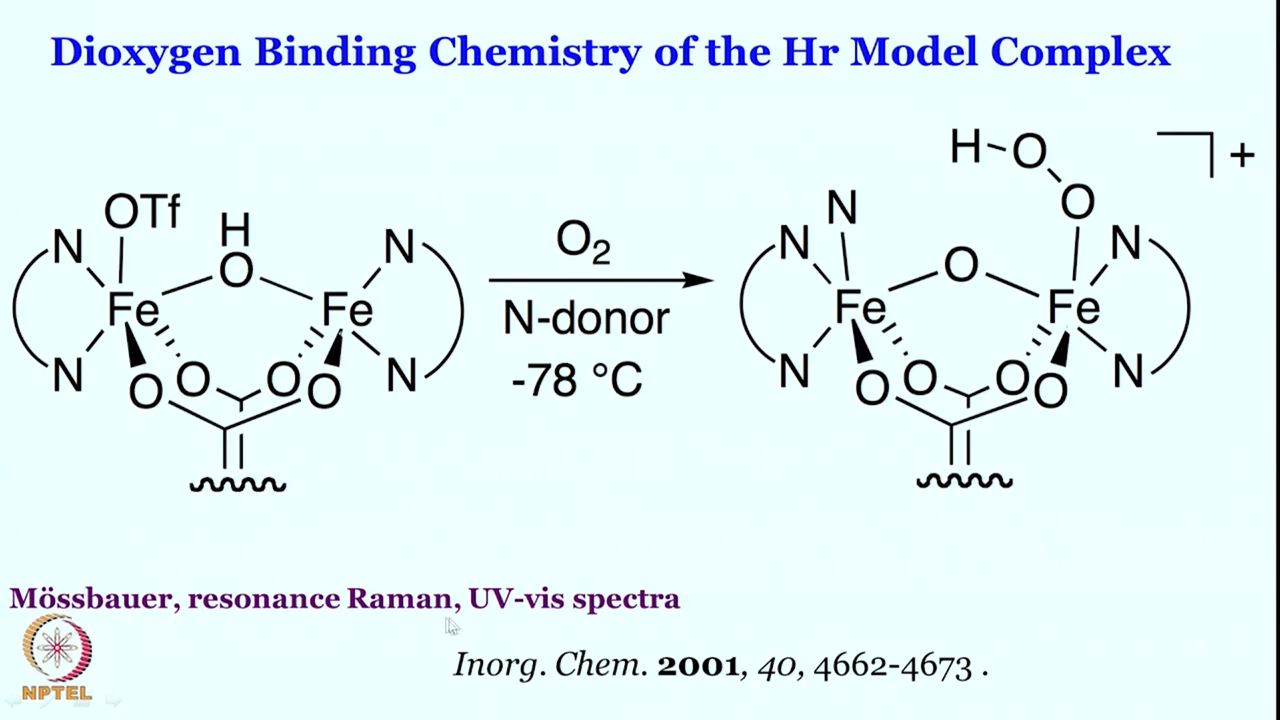 Dioxygen Binding Chemistry of the Hr Model Complex
OTf
H
N
O
N
Fe
Fe
N
O
O
O
O
N
O2
N-donor
-78 °C
H-O
+
O
N
N
O
N
Fe
Fe
N
O
O
O
O
N
Mössbauer, resonance Raman, UV-vis spectra
Inorg. Chem. 2001, 40, 4662-4673 .
NPTEL